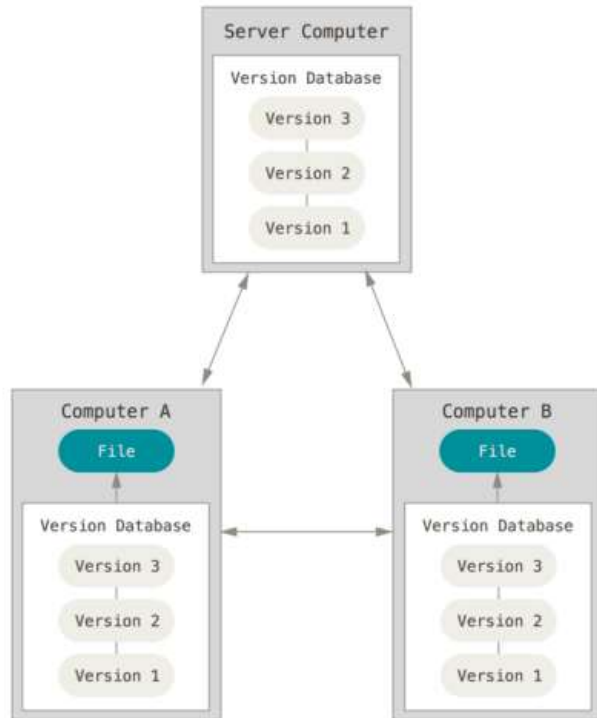 Server Computer
Version Database
Version 3
Version 2
Version 1
Computer A
File
Version Database
Version 3
Version 2
Version 1
Computer B
File
Version Database
Version 3
Version 2
Version 1